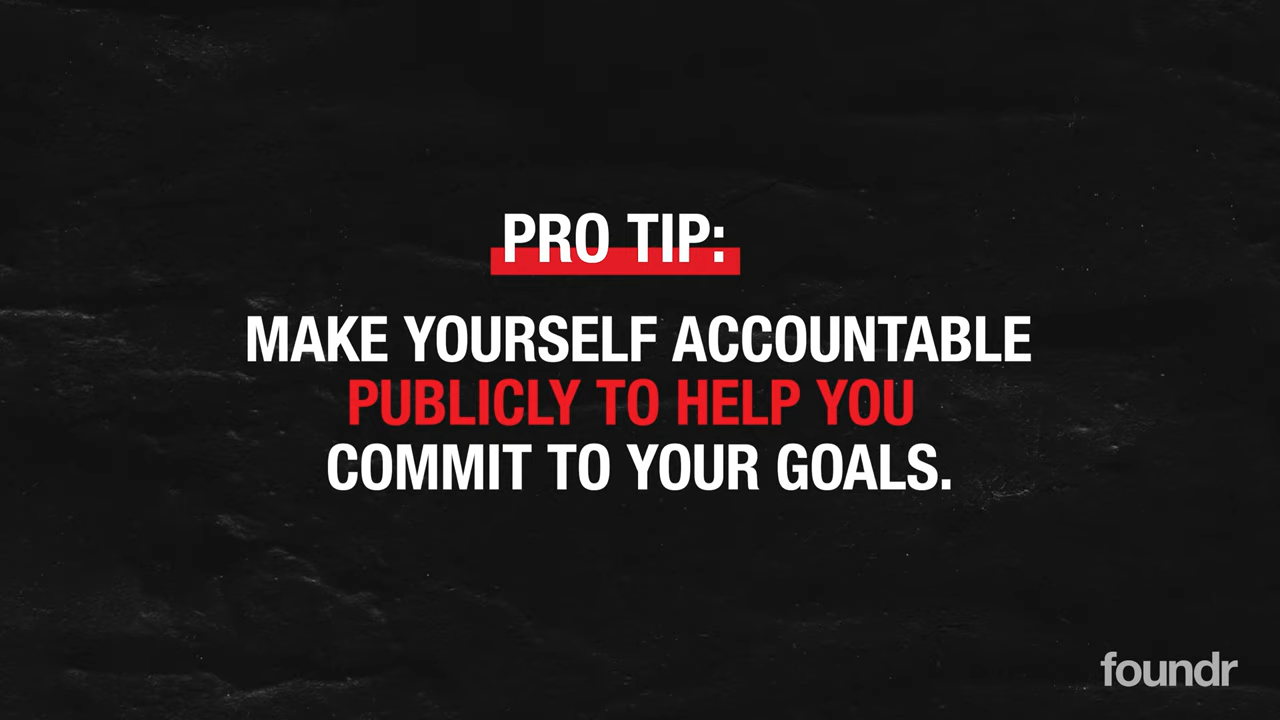 PRO TIP:
MAKE YOURSELF ACCOUNTABLE
PUBLICLY TO HELP YOU
COMMIT TO YOUR GOALS.
foundr